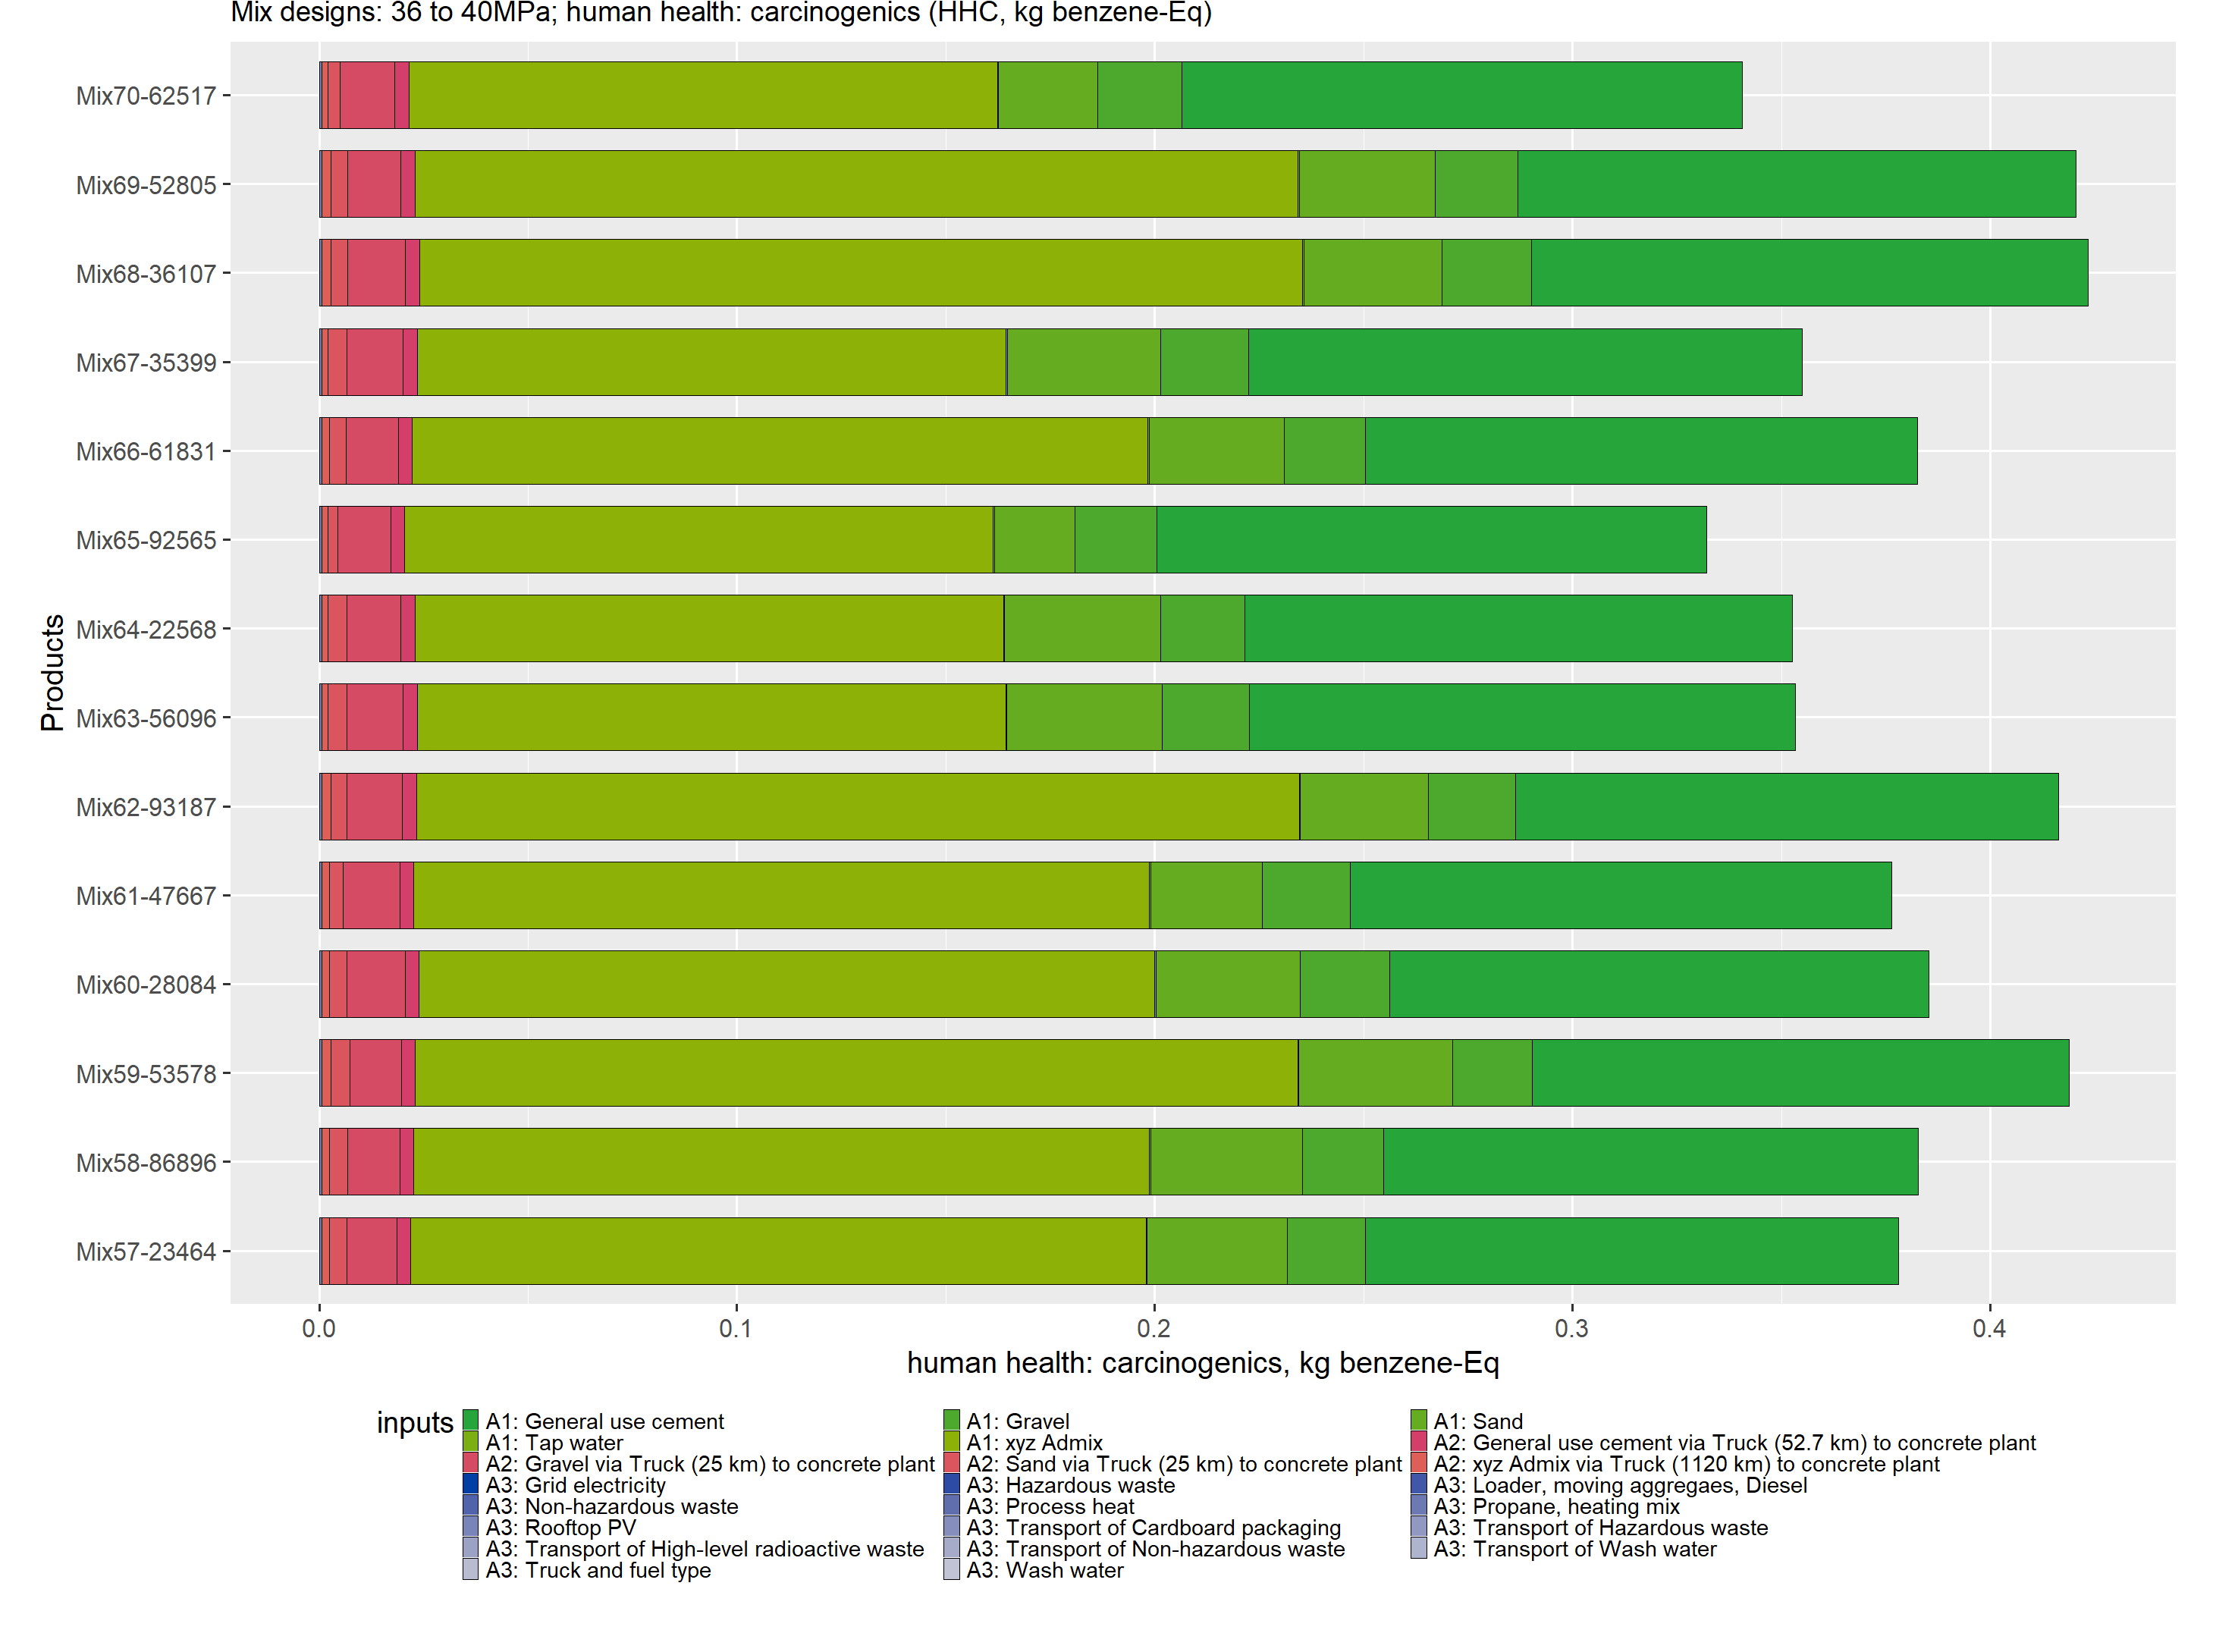 Mix designs: 36 to 40MPa; human health: carcinogenics (HHC, kg benzene-Eq)
Products
Mix70-62517
Mix69-52805
Mix68-36107
Mix67-35399
Mix66-61831
Mix65-92565
Mix64-22568
Mix63-56096
Mix62-93187
Mix61-47667
Mix60-28084
Mix59-53578
Mix58-86896
Mix57-23464
0.0 0.1 0.2 0.3 0.4
human health: carcinogenics, kg benzene-Eq
inputs
A1: General use cement A1: Gravel A1: Sand
A1: Tap water A1: xyz Admix A2: General use cement via Truck (52.7 km) to concrete plant
A2: Gravel via Truck (25 km) to concrete plant A2: Sand via Truck (25 km) to concrete plant A2: xyz Admix via Truck (1120 km) to concrete plant
A3: Grid electricity A3: Hazardous waste A3: Loader, moving aggregaes, Diesel
A3: Non-hazardous waste A3: Process heat A3: Propane, heating mix
A3: Rooftop PV A3: Transport of Cardboard packaging A3: Transport of Hazardous waste
A3: Transport of High-level radioactive waste A3: Transport of Non-hazardous waste A3: Transport of Wash water
A3: Truck and fuel type A3: Wash water